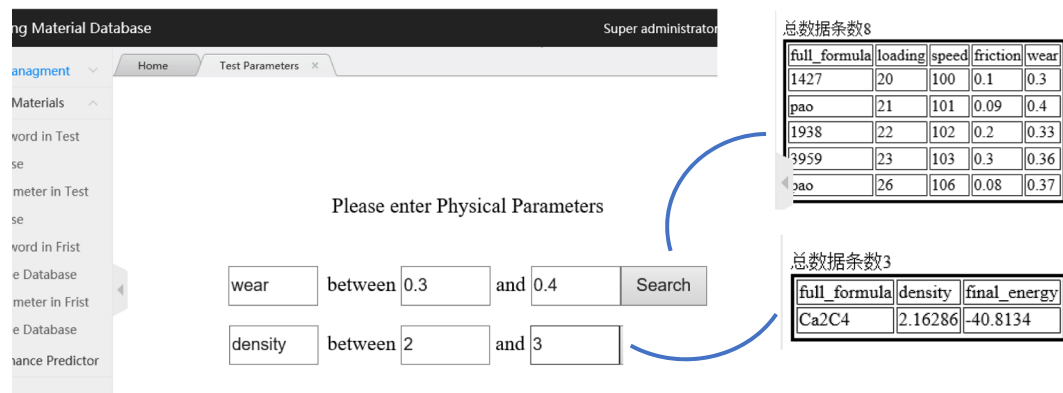 ng Material Database
Super administrator
anagment
Home
Test Parameters ×
Materials
word in Test
se
meter in Test
se
word in Frist
e Database
meter in Frist
e Database
nance Predictor
Please enter Physical Parameters
wear between 0.3 and 0.4 Search
density between 2 and 3
总数据条数8
full_formula loading speed friction wear
1427 20 100 0.1 0.3
pao 21 101 0.09 0.4
1938 22 102 0.2 0.33
3959 23 103 0.3 0.36
pao 26 106 0.08 0.37
总数据条数3
full_formula density final_energy
Ca2C4 2.16286 -40.8134